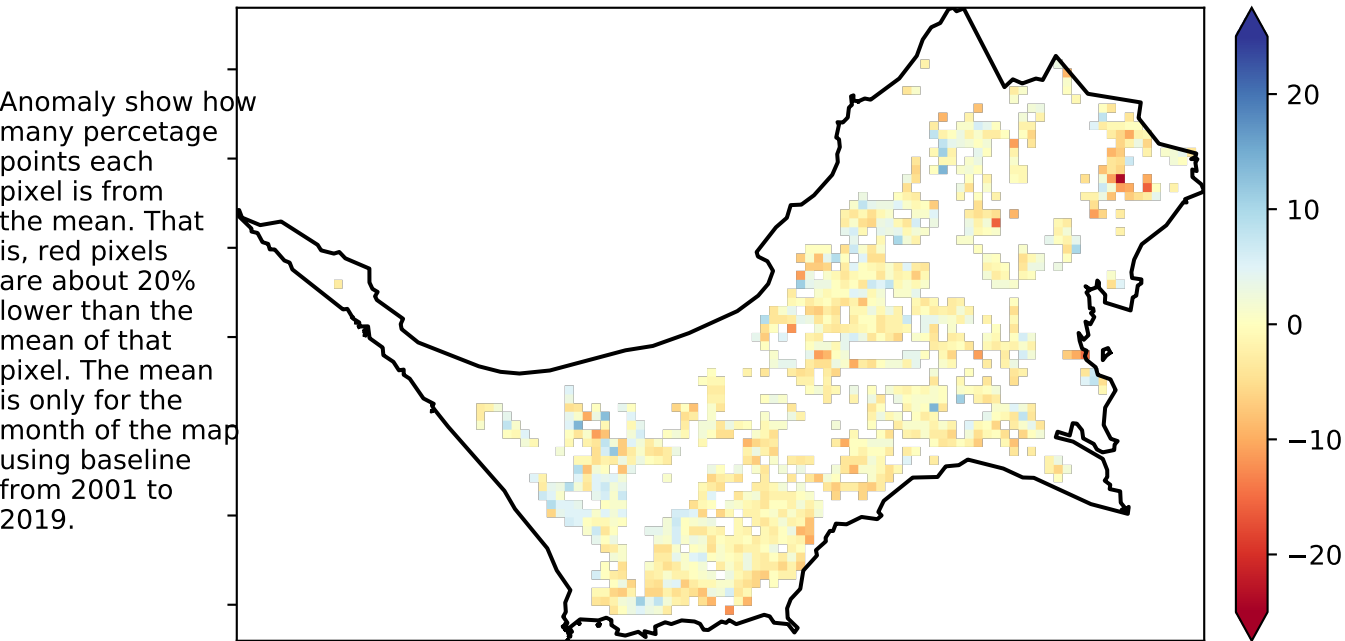 Anomaly show how
many percetage
points each
pixel is from
the mean. That
is, red pixels
are about 20%
lower than the
mean of that
pixel. The mean
is only for the
month of the map
using baseline
from 2001 to
2019.
20
10
0
−10
−20